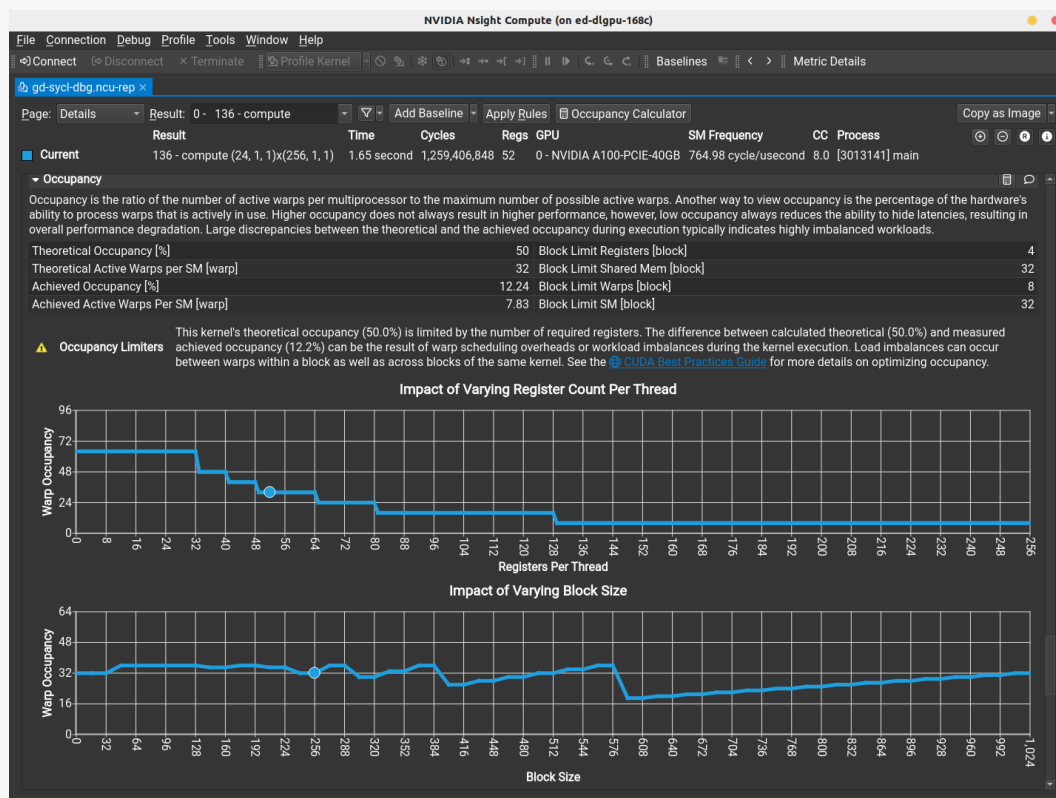 NVIDIA Nsight Compute (on ed-dlgpu-168c)
File Connection Debug Profile Tools Window Help
Connect Disconnect Terminate Profile Kernel Baselines Metric Details
gd-sycl-dbg.ncu-rep
Page: Details Result: 0 - 136 - compute Add Baseline Apply Rules Occupancy Calculator Copy as Image
Result Time Cycles Regs GPU SM Frequency CC Process
Current 136 - compute (24, 1, 1)x(256, 1, 1) 1.65 second 1,259,406,848 52 0 - NVIDIA A100-PCIE-40GB 764.98 cycle/usecond 8.0 [3013141] main
Occupancy
Occupancy is the ratio of the number of active warps per multiprocessor to the maximum number of possible active warps. Another way to view occupancy is the percentage of the hardware's
ability to process warps that is actively in use. Higher occupancy does not always result in higher performance, however, low occupancy always reduces the ability to hide latencies, resulting in
overall performance degradation. Large discrepancies between the theoretical and the achieved occupancy during execution typically indicates highly imbalanced workloads.
Theoretical Occupancy [%] 50 Block Limit Registers [block] 4
Theoretical Active Warps per SM [warp] 32 Block Limit Shared Mem [block] 32
Achieved Occupancy [%] 12.24 Block Limit Warps [block] 8
Achieved Active Warps Per SM [warp] 7.83 Block Limit SM [block] 32
This kernel's theoretical occupancy (50.0%) is limited by the number of required registers. The difference between calculated theoretical (50.0%) and measured
Occupancy Limiters achieved occupancy (12.2%) can be the result of warp scheduling overheads or workload imbalances during the kernel execution. Load imbalances can occur
between warps within a block as well as across blocks of the same kernel. See the CUDA Best Practices Guide for more details on optimizing occupancy.
Impact of Varying Register Count Per Thread
Warp Occupancy
96
72
48
24
0
0 8 16 24 32 40 48 56 64 72 80 88 96 104 112 120 128 136 144 152 160 168 176 184 192 200 208 216 224 232 240 248 256
Registers Per Thread
Impact of Varying Block Size
Warp Occupancy
64
48
32
16
0
0 32 64 96 128 160 192 224 256 288 320 352 384 416 448 480 512 544 576 608 640 672 704 736 768 800 832 864 896 928 960 992 1,024
Block Size